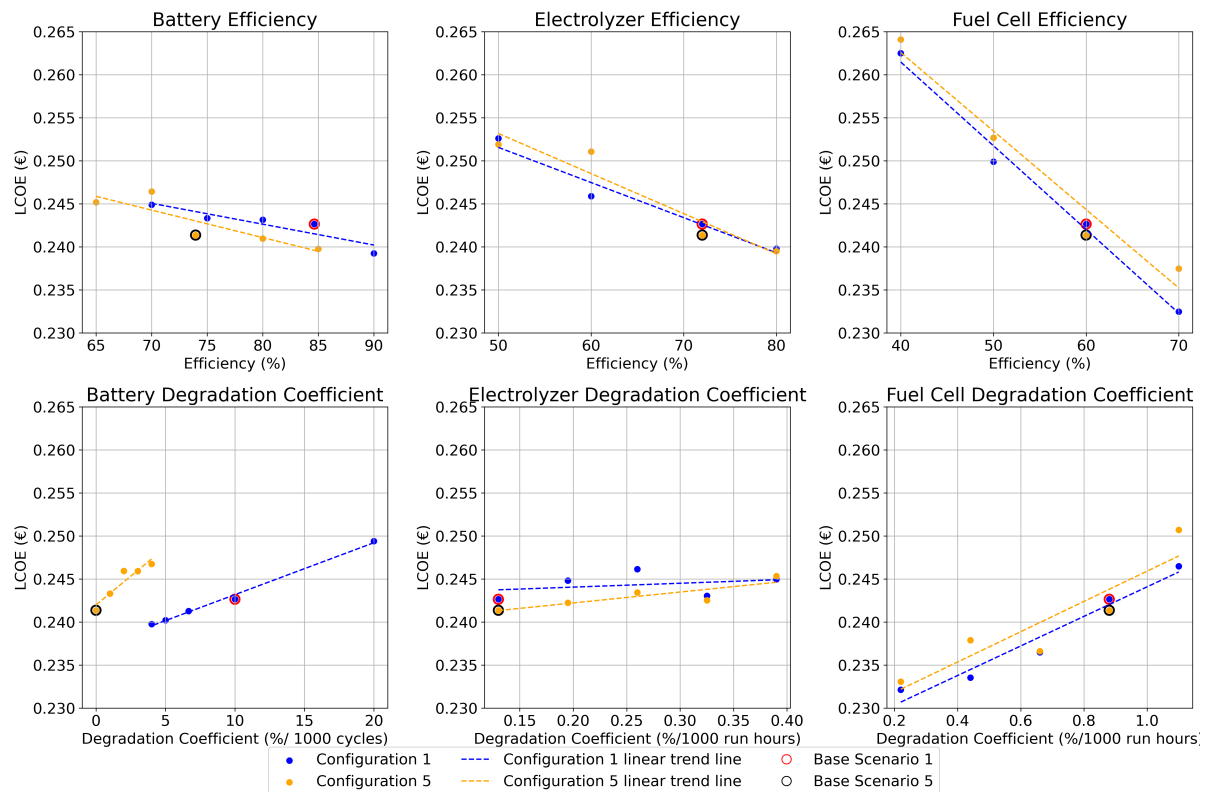 Battery Efficiency
Electrolyzer Efficiency
Fuel Cell Efficiency
LCOE (€)
0.265
0.260
0.255
0.250
0.245
0.240
0.235
0.230
65 70 75 80 85 90
Efficiency (%)
LCOE (€)
0.265
0.260
0.255
0.250
0.245
0.240
0.235
0.230
50 60 70 80
Efficiency (%)
LCOE (€)
0.265
0.260
0.255
0.250
0.245
0.240
0.235
0.230
40 50 60 70
Efficiency (%)
Battery Degradation Coefficient
Electrolyzer Degradation Coefficient
Fuel Cell Degradation Coefficient
LCOE (€)
0.265
0.260
0.255
0.250
0.245
0.240
0.235
0.230
0 5 10 15 20
Degradation Coefficient (%/ 1000 cycles)
LCOE (€)
0.265
0.260
0.255
0.250
0.245
0.240
0.235
0.230
0.15 0.20 0.25 0.30 0.35 0.40
Degradation Coefficient (%/1000 run hours)
LCOE (€)
0.265
0.260
0.255
0.250
0.245
0.240
0.235
0.230
0.2 0.4 0.6 0.8 1.0
Degradation Coefficient (%/1000 run hours)
Configuration 1
Configuration 5
Configuration 1 linear trend line
Configuration 5 linear trend line
Base Scenario 1
Base Scenario 5